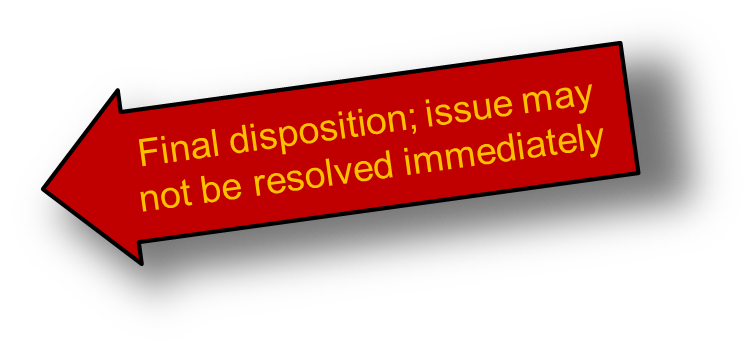 Final disposition; issue may
not be resolved immediately